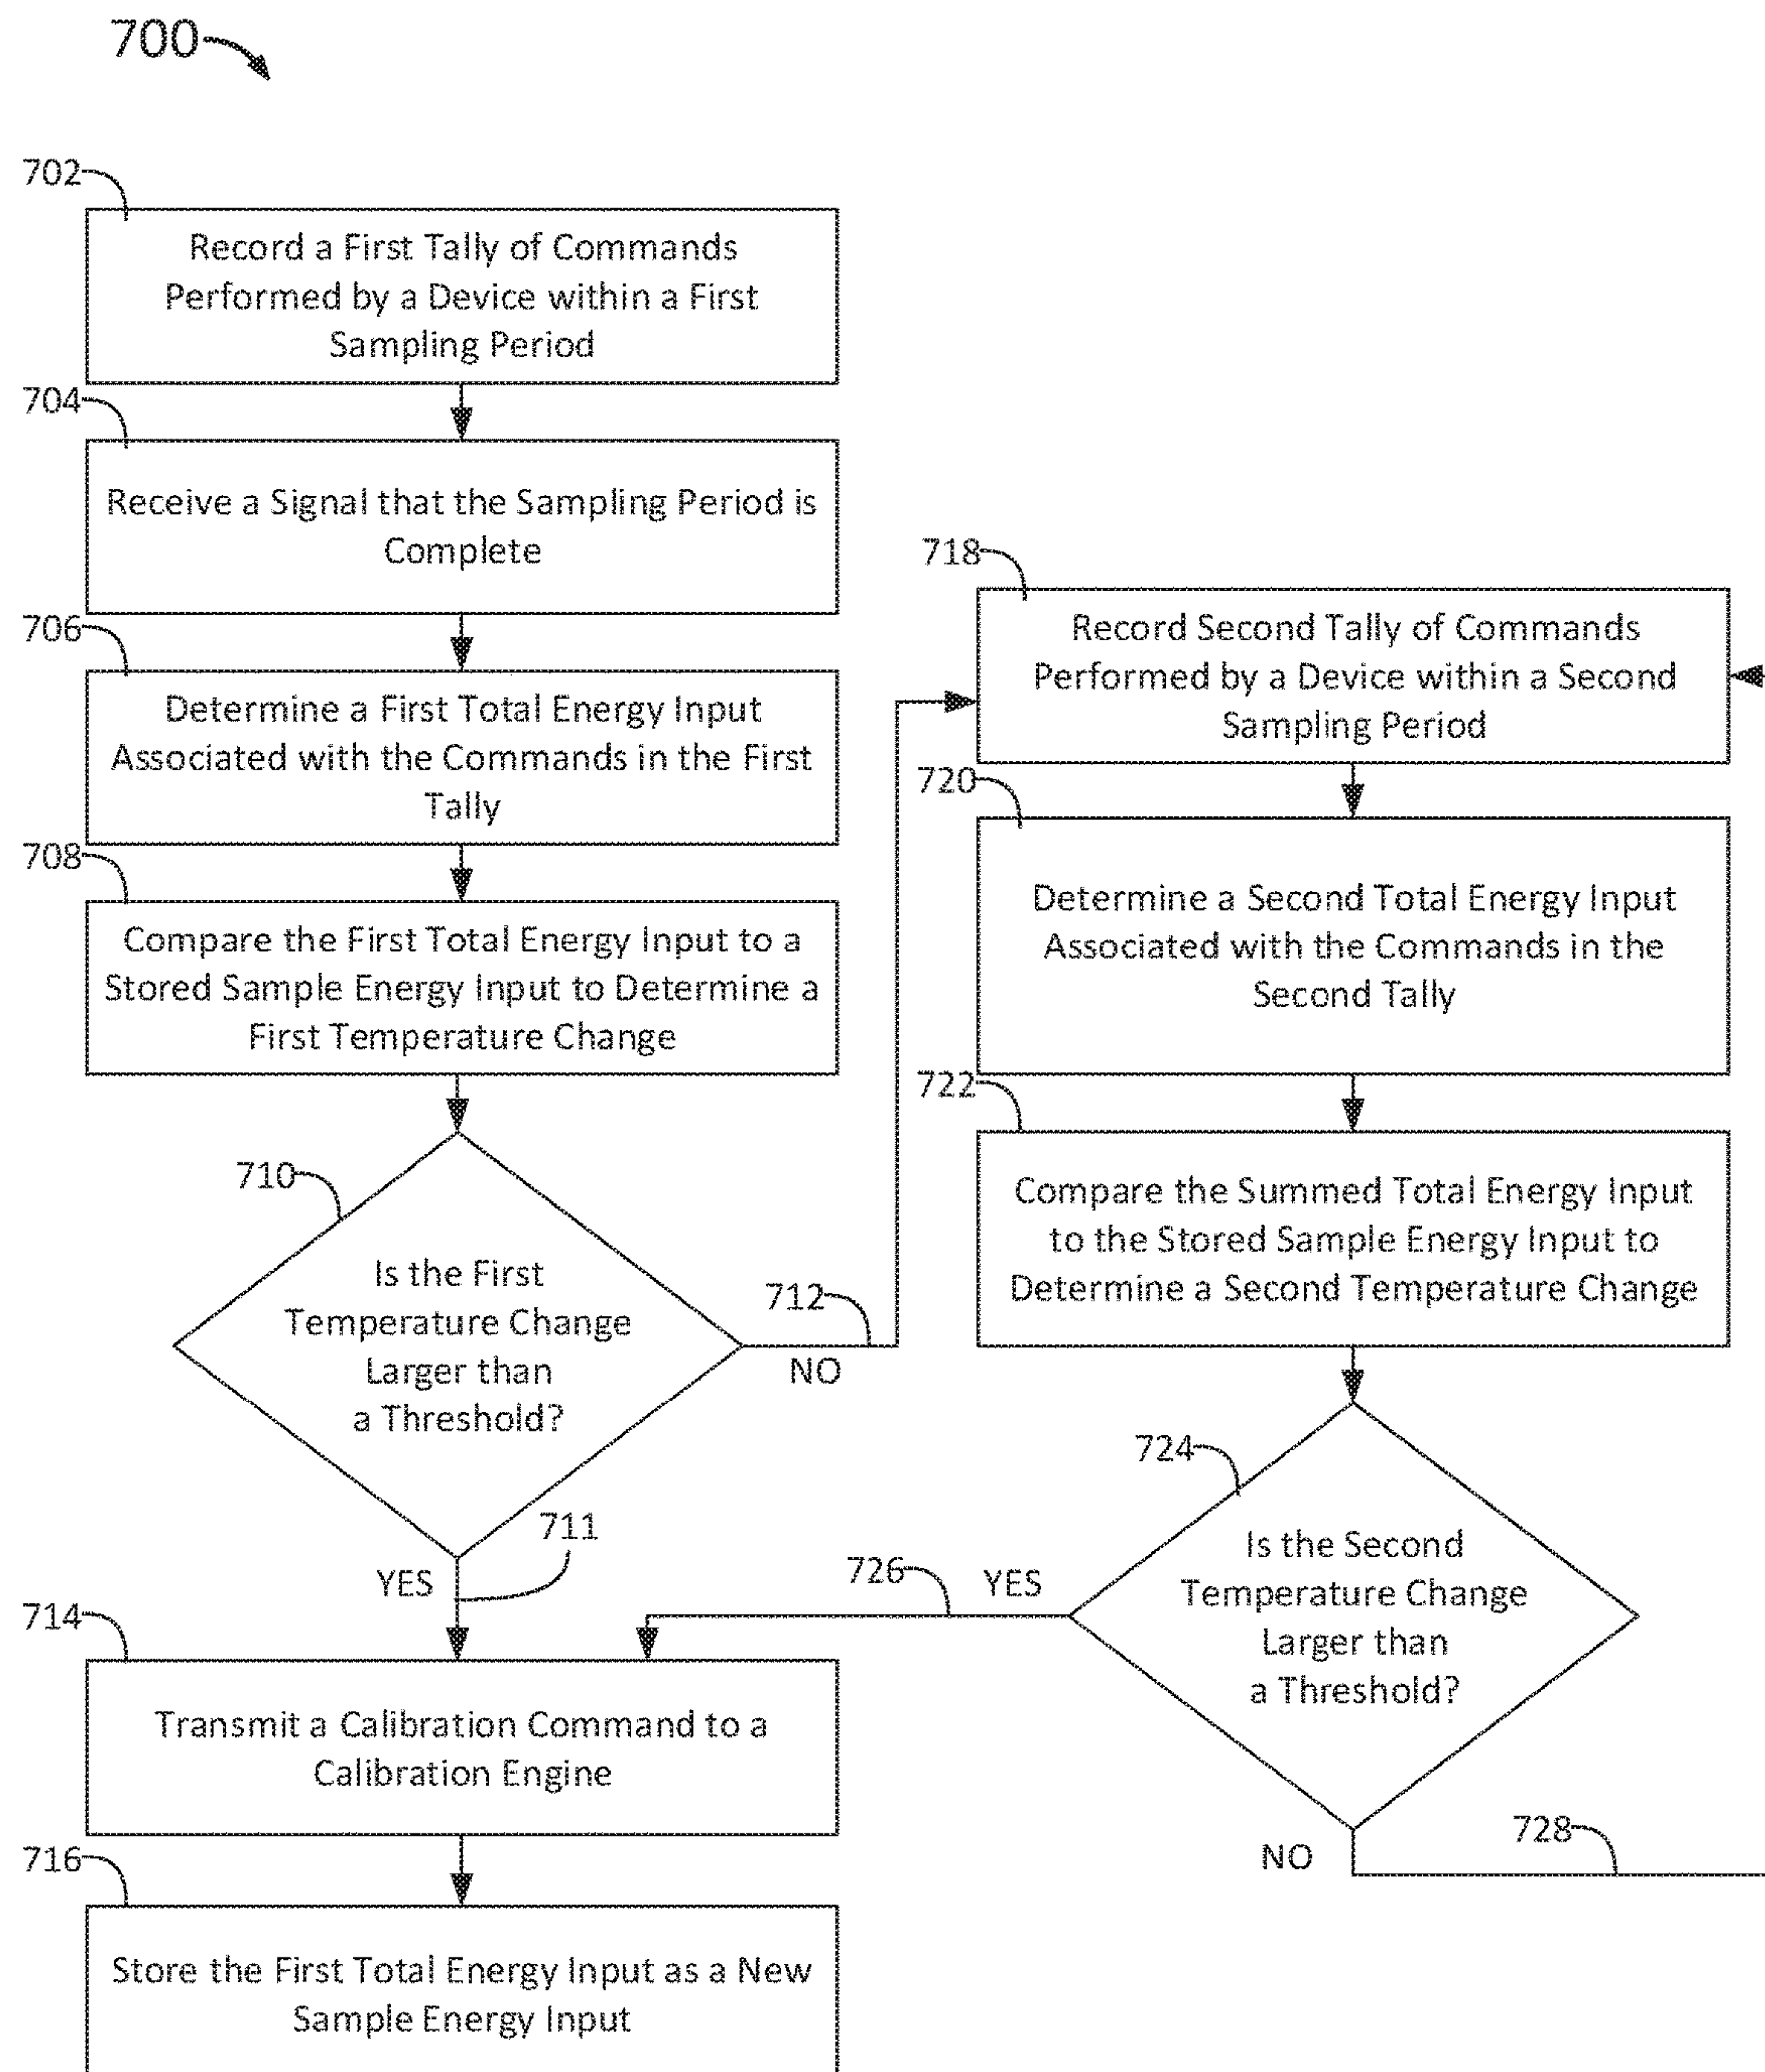 700
702
Record a First Tally of Commands
Performed by a Device within a First
Sampling Period
704
Receive a Signal that the Sampling Period is
Complete
706
Determine a First Total Energy Input
Associated with the Commands in the First
Tally
708
Compare the First Total Energy Input to a
Stored Sample Energy Input to Determine a
First Temperature Change
710
Is the First
Temperature Change
Larger than
a Threshold?
712
NO
711
YES
714
Transmit a Calibration Command to a
Calibration Engine
716
Store the First Total Energy Input as a New
Sample Energy Input
718
Record Second Tally of Commands
Performed by a Device within a Second
Sampling Period
720
Determine a Second Total Energy Input
Associated with the Commands in the
Second Tally
722
Compare the Summed Total Energy Input
to the Stored Sample Energy Input to
Determine a Second Temperature Change
724
Is the Second
Temperature Change
Larger than
a Threshold?
726
YES
728
NO